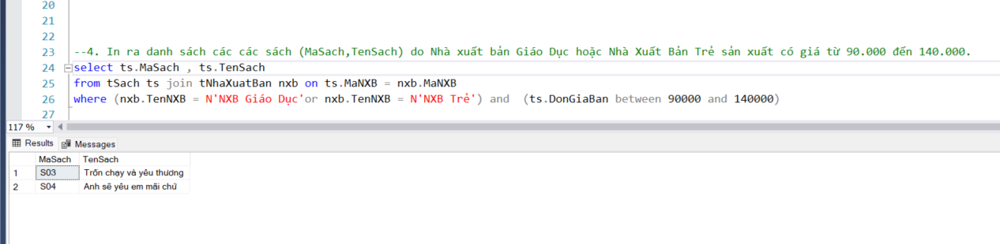 20
21
22
23 --4. In ra danh sách các các sách (MaSach,TenSach) do Nhà xuất bản Giáo Dục hoặc Nhà Xuất Bản Trẻ sản xuất có giá từ 90.000 đến 140.000.
24 select ts.MaSach , ts.TenSach
25 from tSach ts join tNhaXuatBan nxb on ts.MaNXB = nxb.MaNXB
26 where (nxb.TenNXB = N'NXB Giáo Dục'or nxb.TenNXB = N'NXB Trẻ') and  (ts.DonGiaBan between 90000 and 140000)
27
117 %
Results Messages
MaSach TenSach
1 S03 Trốn chạy và yêu thương
2 S04 Anh sẽ yêu em mãi chứ